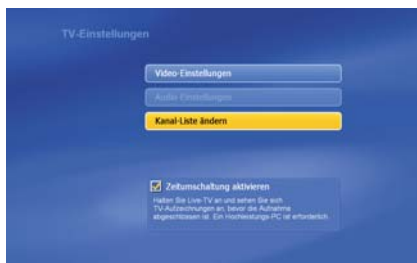 TV-Einstellungen
Video-Einstellungen
Audio-Einstellungen
Kanal-Liste ändern
Zeitumschaltung aktivieren
Halten Sie Live-TV an und sehen Sie sich
TV-Aufzeichnungen an, bevor die Aufnahme
abgeschlossen ist. Ein Hochleistungs-PC ist erforderlich.